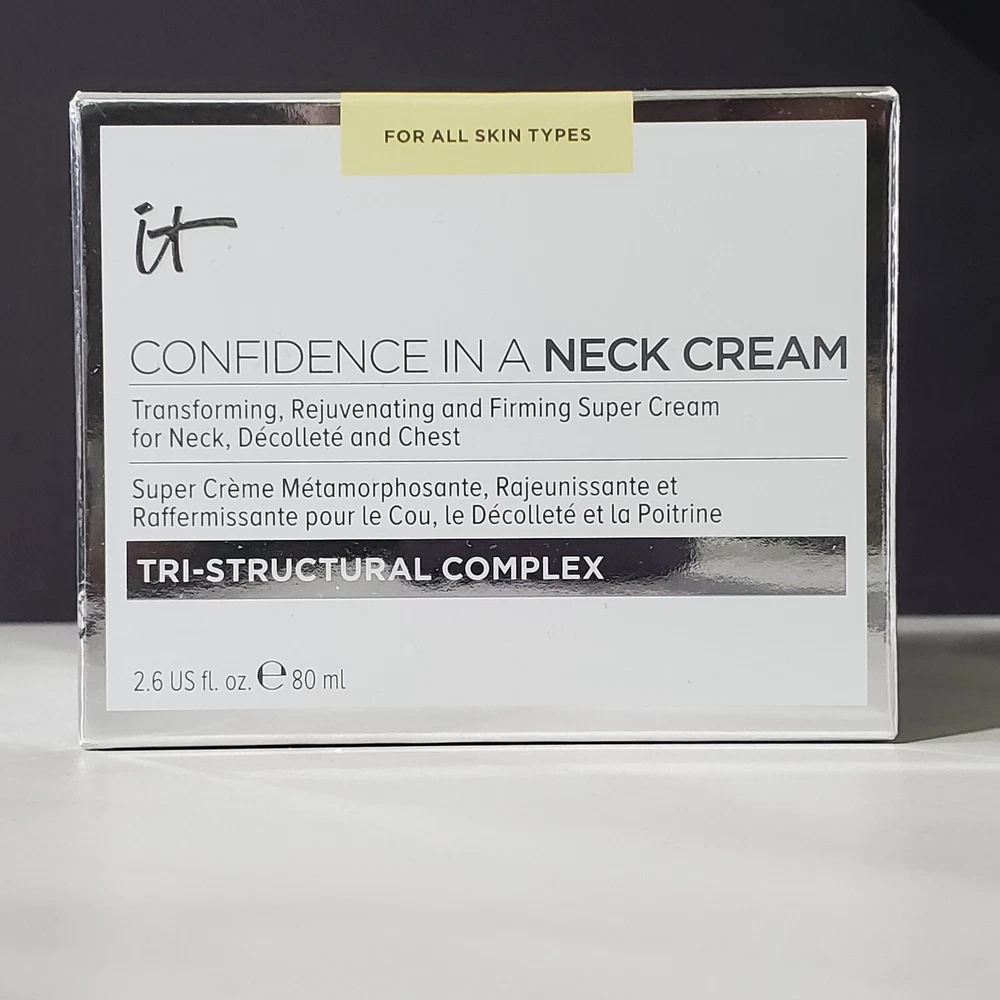 FOR ALL SKIN TYPES
it
CONFIDENCE IN A NECK CREAM
Transforming, Rejuvenating and Firming Super Cream
for Neck, Décolleté and Chest
Super Crème Métamorphosante, Rajeunissante et
Raffermissante pour le Cou, le Décolleté et la Poitrine
TRI-STRUCTURAL COMPLEX
2.6 US fl. oz. ℮ 80 ml